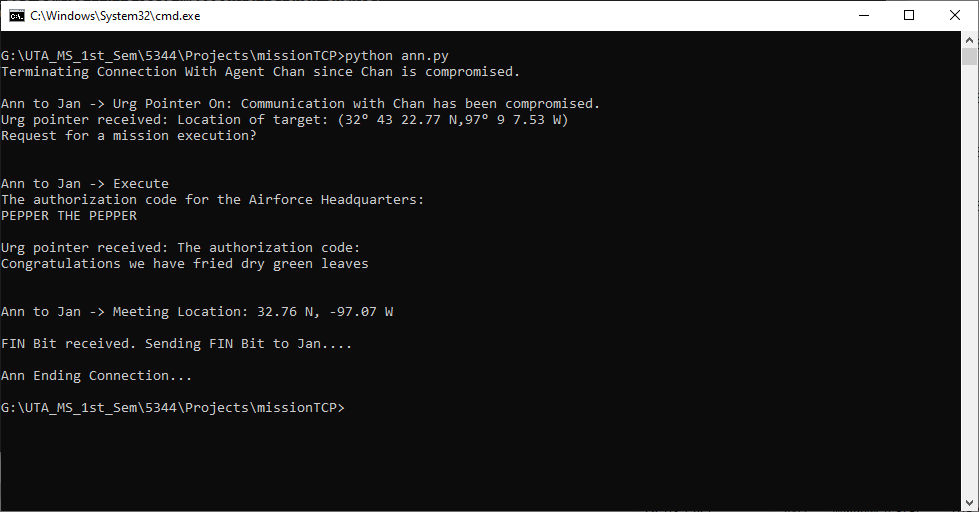 C:\Windows\System32\cmd.exe
G:\UTA_MS_1st_Sem\5344\Projects\missionTCP>python ann.py
Terminating Connection With Agent Chan since Chan is compromised.
Ann to Jan -> Urg Pointer On: Communication with Chan has been compromised.
Urg pointer received: Location of target: (32º 43 22.77 N,97º 9 7.53 W)
Request for a mission execution?
Ann to Jan -> Execute
The authorization code for the Airforce Headquarters:
PEPPER THE PEPPER
Urg pointer received: The authorization code:
Congratulations we have fried dry green leaves
Ann to Jan -> Meeting Location: 32.76 N, -97.07 W
FIN Bit received. Sending FIN Bit to Jan....
Ann Ending Connection...
G:\UTA_MS_1st_Sem\5344\Projects\missionTCP>